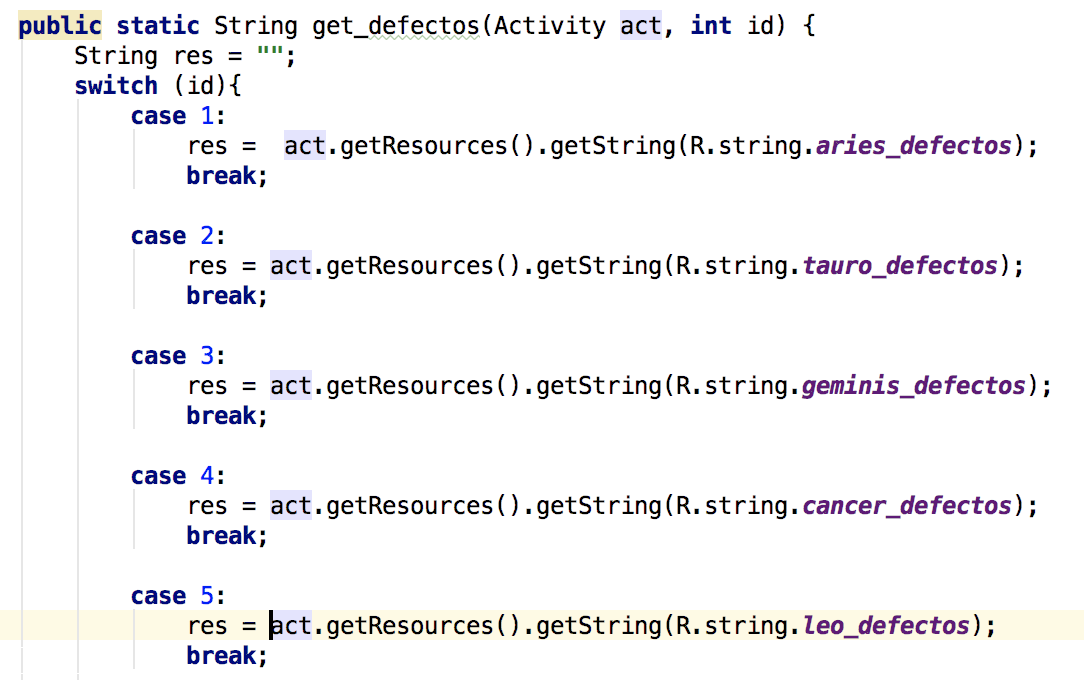 public static String get_defectos(Activity act, int id) {
String res = "";
switch (id){
case 1:
res =  act.getResources().getString(R.string.aries_defectos);
break;
case 2:
res = act.getResources().getString(R.string.tauro_defectos);
break;
case 3:
res = act.getResources().getString(R.string.geminis_defectos);
break;
case 4:
res = act.getResources().getString(R.string.cancer_defectos);
break;
case 5:
res = act.getResources().getString(R.string.leo_defectos);
break;